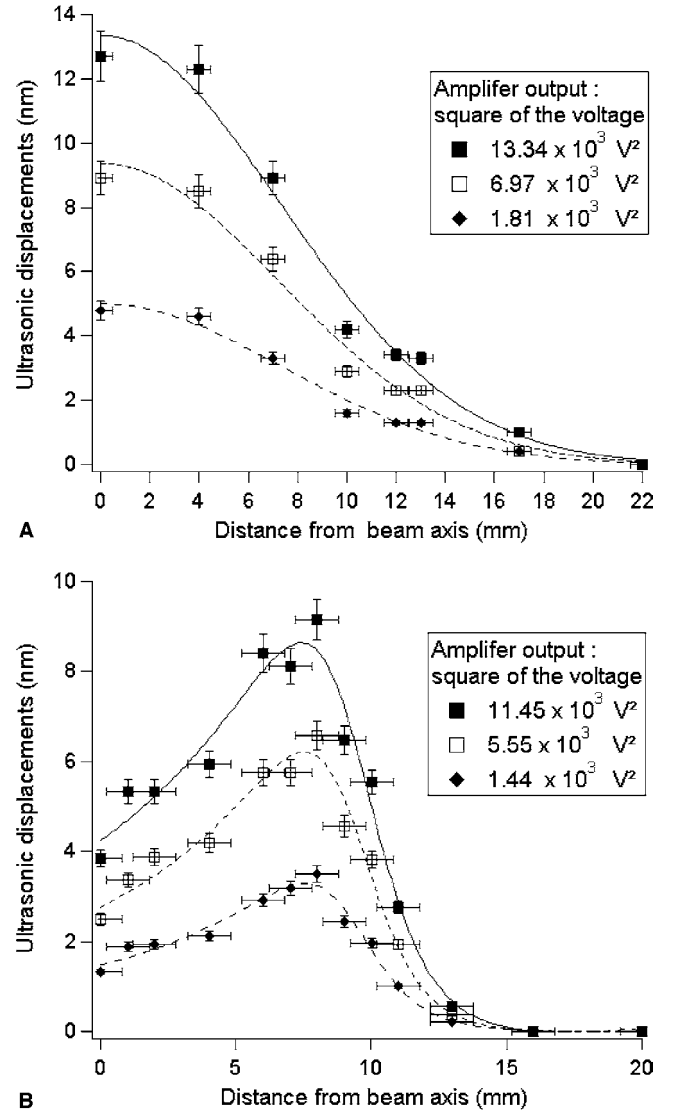 14
12
10
8
6
4
2
0
Ultrasonic displacements (nm)
Amplifer output :
square of the voltage
13.34 x 10³ V²
6.97 x 10³ V²
1.81 x 10³ V²
0 2 4 6 8 10 12 14 16 18 20 22
Distance from beam axis (mm)
A
10
8
6
4
2
0
Ultrasonic displacements (nm)
Amplifer output :
square of the voltage
11.45 x 10³ V²
5.55 x 10³ V²
1.44 x 10³ V²
0 5 10 15 20
Distance from beam axis (mm)
B